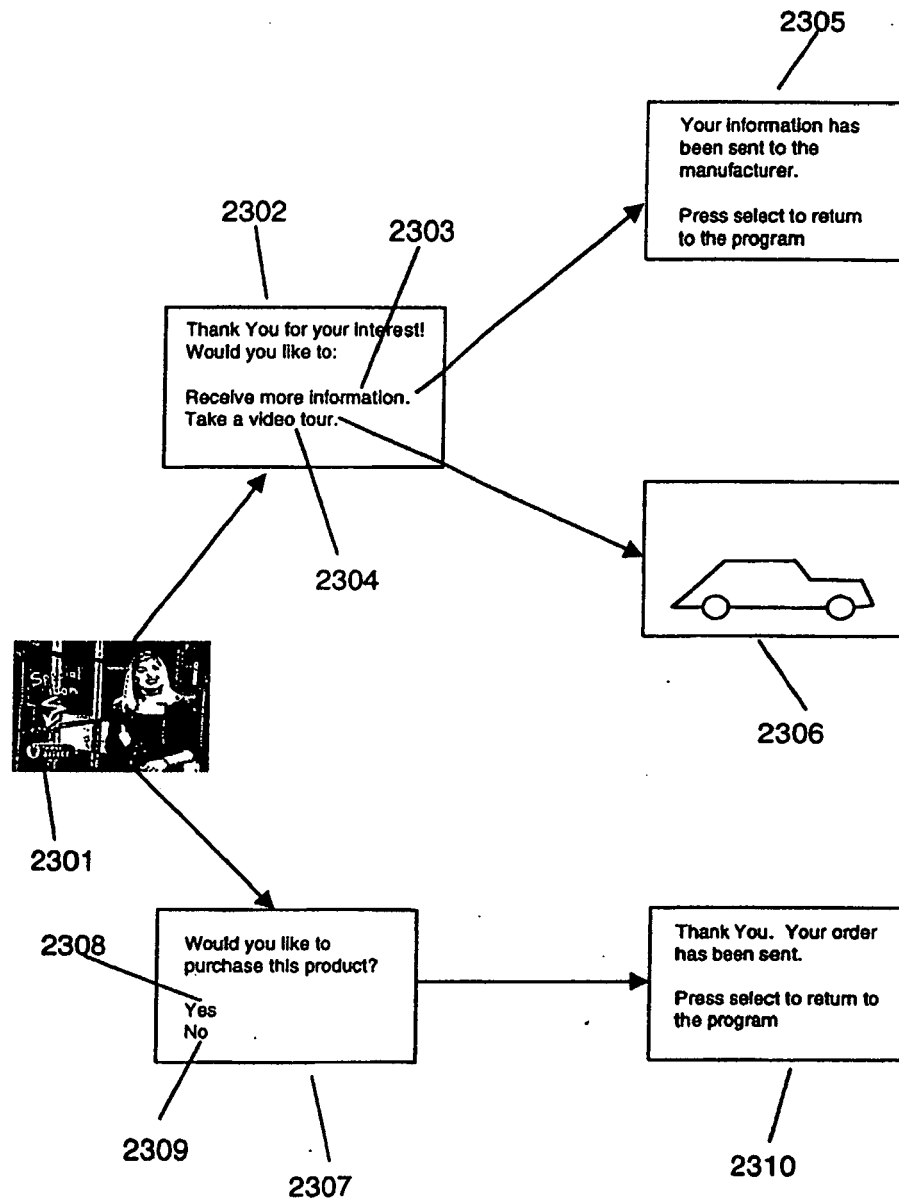 2305
Your information has
been sent to the
manufacturer.
Press select to return
to the program
2302
2303
Thank You for your interest!
Would you like to:
Receive more information.
Take a video tour.
2304
2306
2301
2308
Would you like to
purchase this product?
Yes
No
2309
2307
Thank You. Your order
has been sent.
Press select to return to
the program
2310